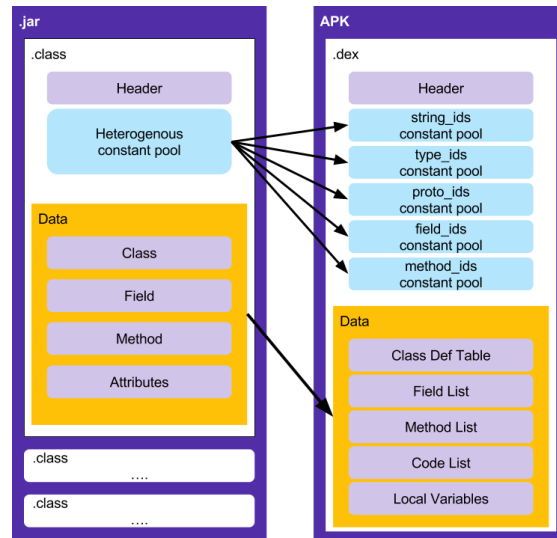 .jar
.class
Header
Heterogenous
constant pool
Data
Class
Field
Method
Attributes
.class
....
.class
....
APK
.dex
Header
string_ids
constant pool
type_ids
constant pool
proto_ids
constant pool
field_ids
constant pool
method_ids
constant pool
Data
Class Def Table
Field List
Method List
Code List
Local Variables